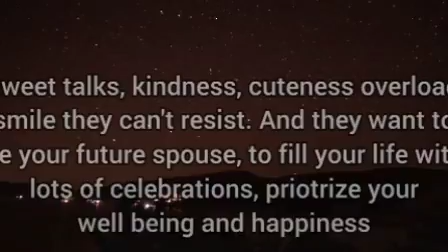 weet talks, kindness, cuteness overloa
smile they can't resist. And they want to
e your future spouse, to fill your life wit
lots of celebrations, priotrize your
well being and happiness